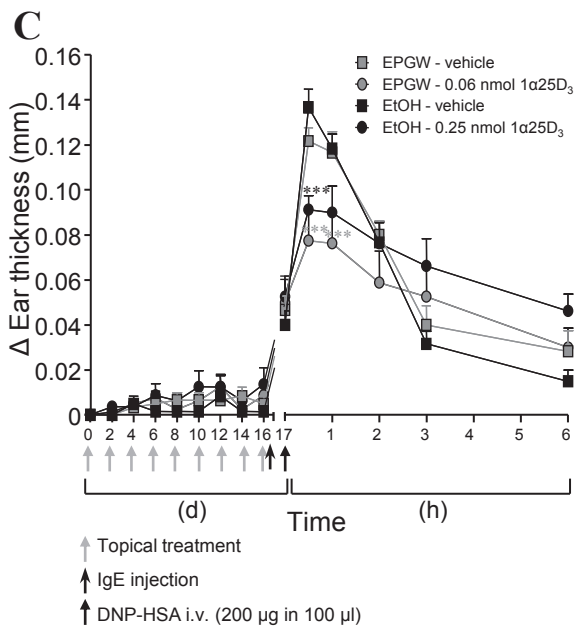 C
0.16
0.14
0.12
0.10
0.08
0.06
0.04
0.02
0
Δ Ear thickness (mm)
EPGW - vehicle
EPGW - 0.06 nmol 1α25D₃
EtOH - vehicle
EtOH - 0.25 nmol 1α25D₃
***
***
***
0 2 4 6 8 10 12 14 16 17 1 2 3 4 5 6
(d) (h)
Time
Topical treatment
IgE injection
DNP-HSA i.v. (200 μg in 100 μl)